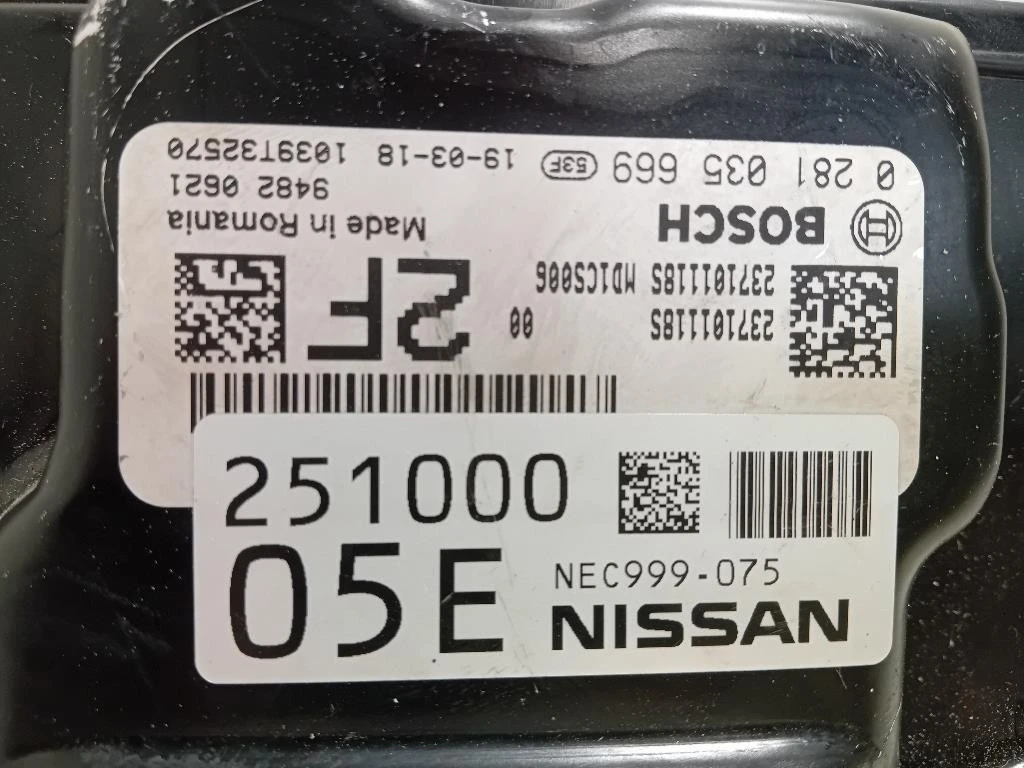 0 281 035 669 53F 19-03-18 1039T32570
9482 0621
BOSCH
Made in Romania
237101118S MD1CS006
237101118S 00
2F
251000
05E
NEC999-075
NISSAN